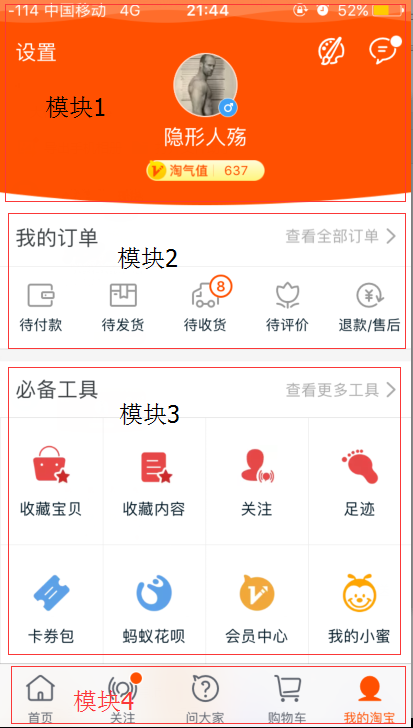 -114 中国移动 4G 21:44 52%
设置
模块1
隐形人殇
淘气值 637
我的订单 查看全部订单
模块2
8
待付款 待发货 待收货 待评价 退款/售后
必备工具 查看更多工具
模块3
收藏宝贝 收藏内容 关注 足迹
卡券包 蚂蚁花呗 会员中心 我的小蜜
模块4
首页 关注 问大家 购物车 我的淘宝